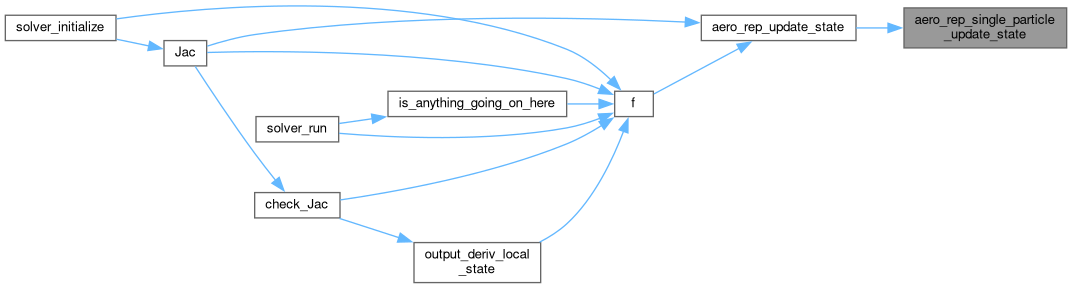 solver_initialize
Jac
aero_rep_update_state
aero_rep_single_particle
_update_state
is_anything_going_on_here
f
solver_run
check_Jac
output_deriv_local
_state